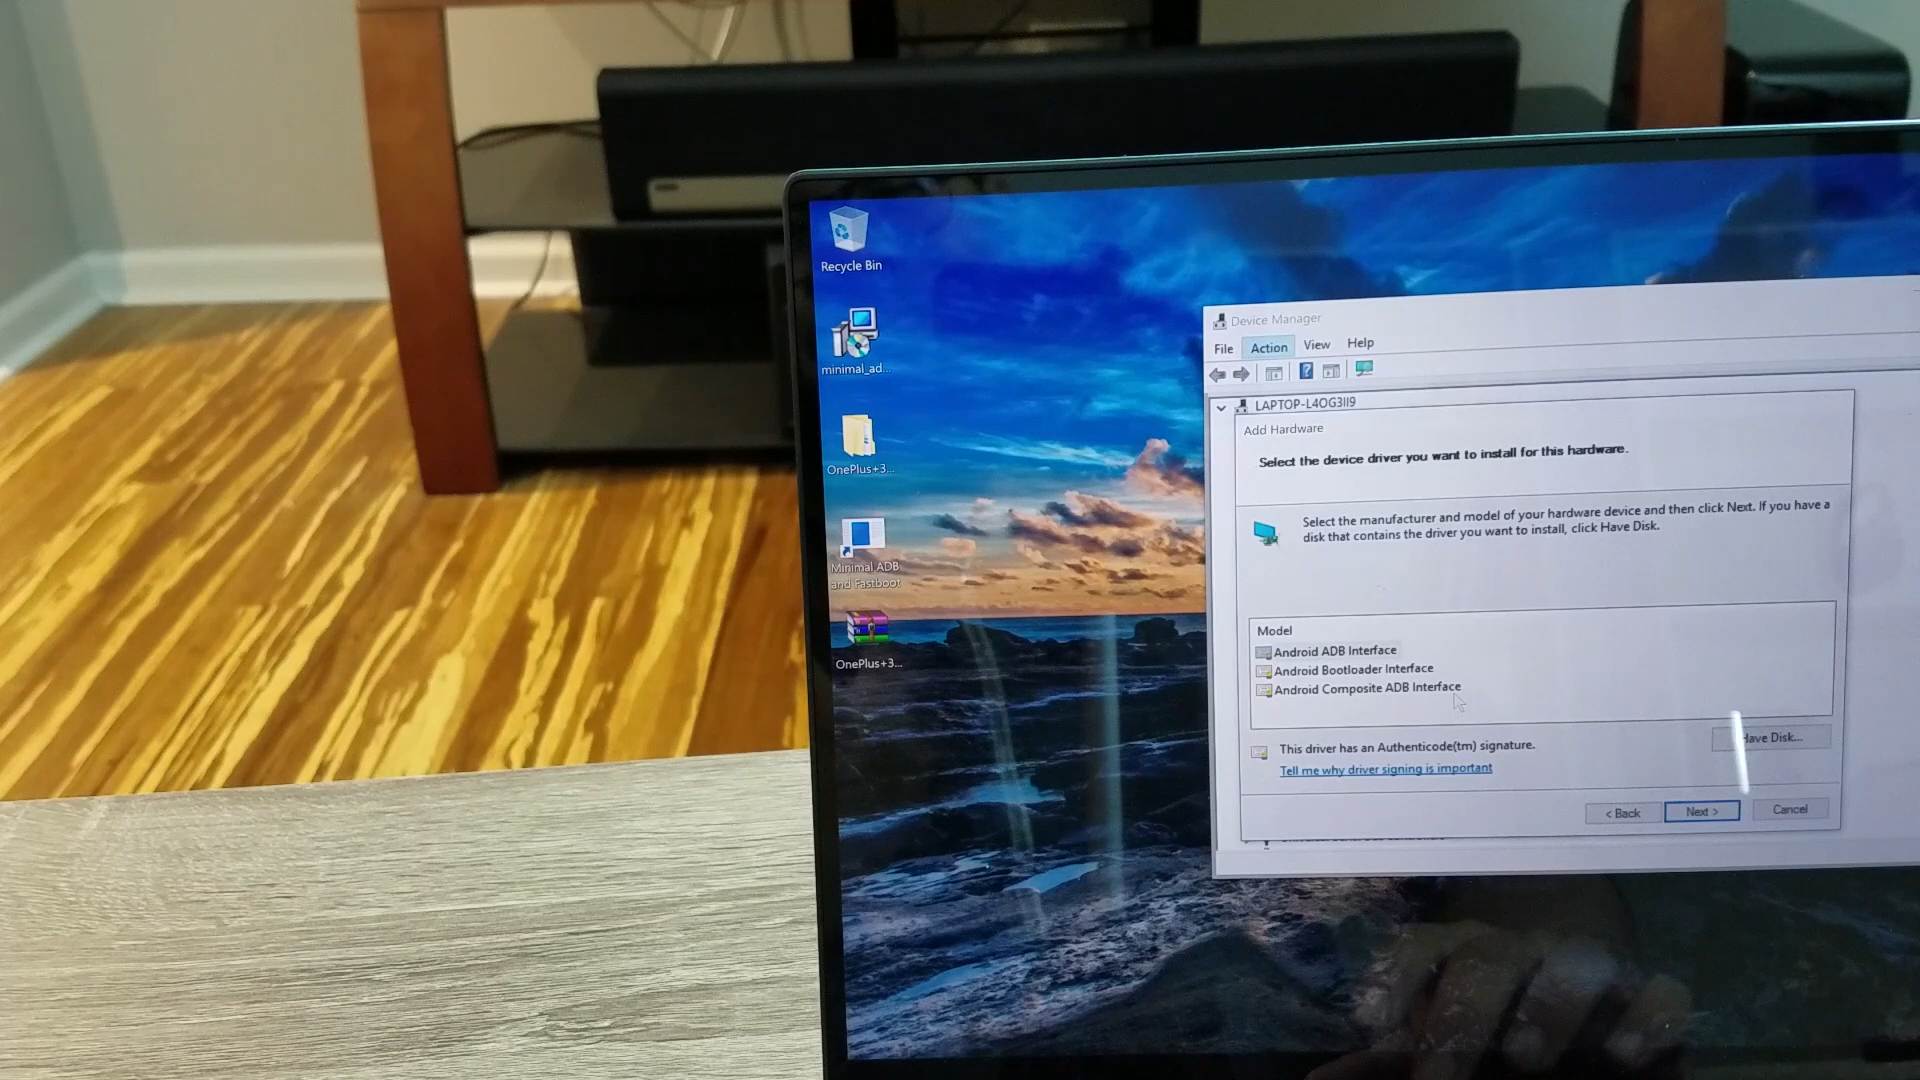 Recycle Bin
minimal_ad...
OnePlus+3...
Minimal ADB
and Fastboot
OnePlus+3...
Device Manager
File Action View Help
LAPTOP-L4OG3II9
Add Hardware
Select the device driver you want to install for this hardware.
Select the manufacturer and model of your hardware device and then click Next. If you have a
disk that contains the driver you want to install, click Have Disk.
Model
Android ADB Interface
Android Bootloader Interface
Android Composite ADB Interface
This driver has an Authenticode(tm) signature.
Have Disk...
Tell me why driver signing is important
< Back Next > Cancel